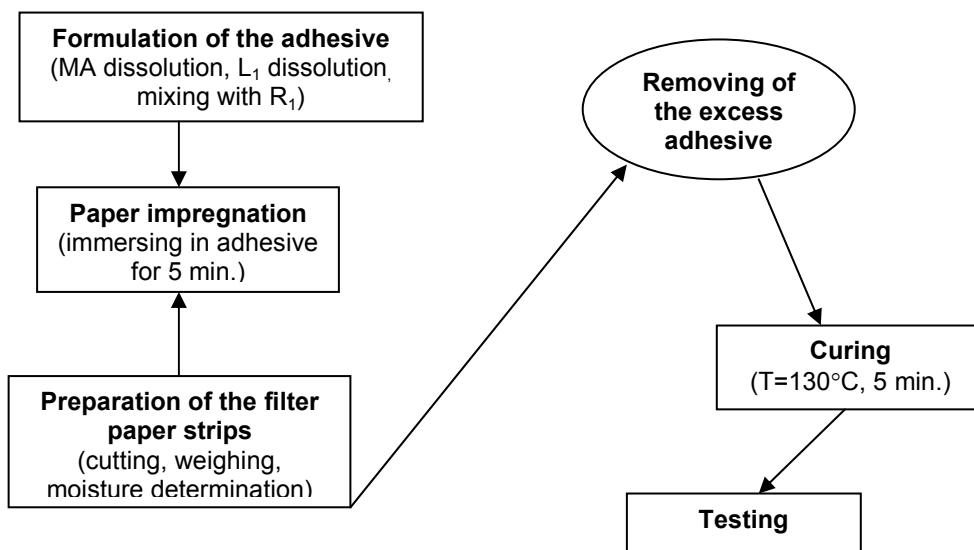 Formulation of the adhesive
(MA dissolution, L₁ dissolution,
mixing with R₁)
Paper impregnation
(immersing in adhesive
for 5 min.)
Preparation of the filter
paper strips
(cutting, weighing,
moisture determination)
Removing of
the excess
adhesive
Curing
(T=130°C, 5 min.)
Testing